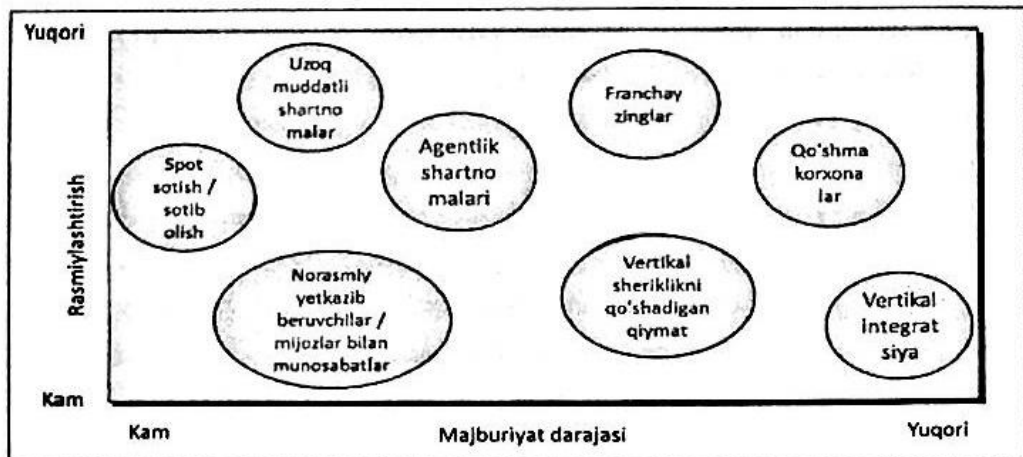 Yuqori
Uzoq
muddatli
shartno
malar
Franchay
zinglar
Agentlik
shartno
malari
Qo'shma
korxona
lar
Spot
sotish /
sotib
olish
Rasmiylashtirish
Norasmiy
yetkazib
beruvchilar /
mijozlar bilan
munosabatlar
Vertikal
sheriklikni
qo'shadigan
qiymat
Vertikal
integrat
siya
Kam
Kam
Majburiyat darajasi
Yuqori